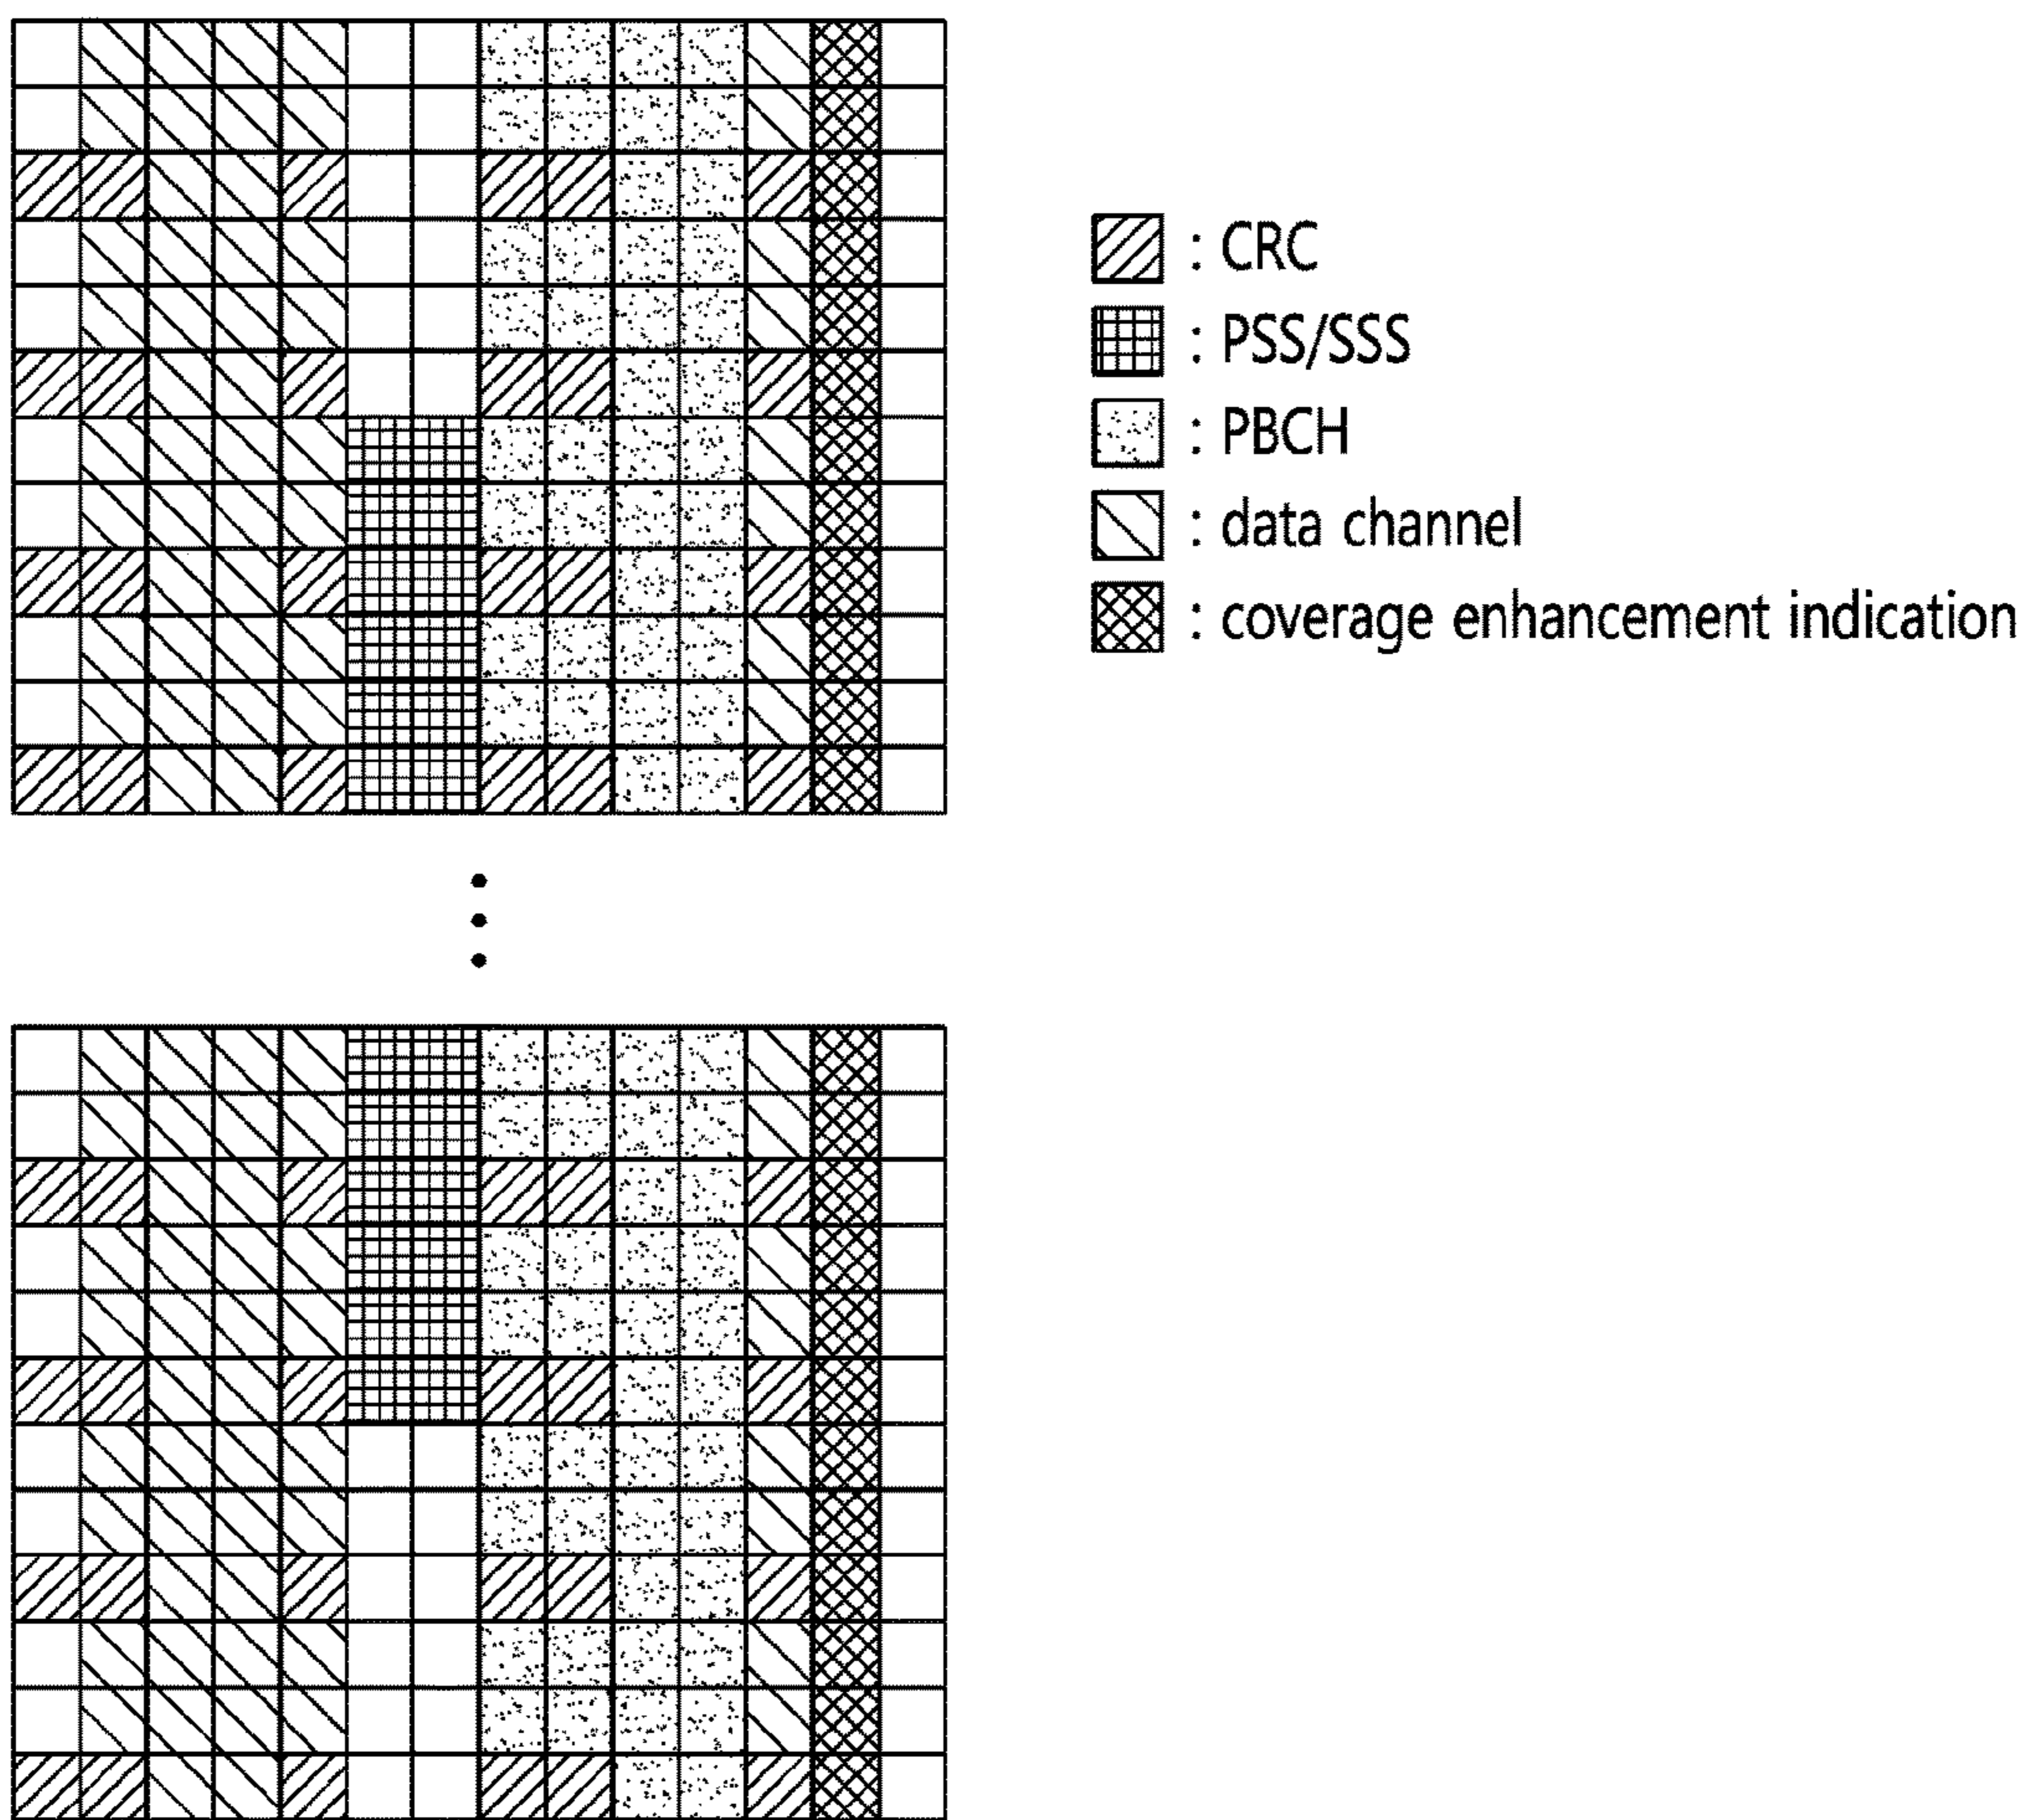 : CRC
: PSS/SSS
: PBCH
: data channel
: coverage enhancement indication